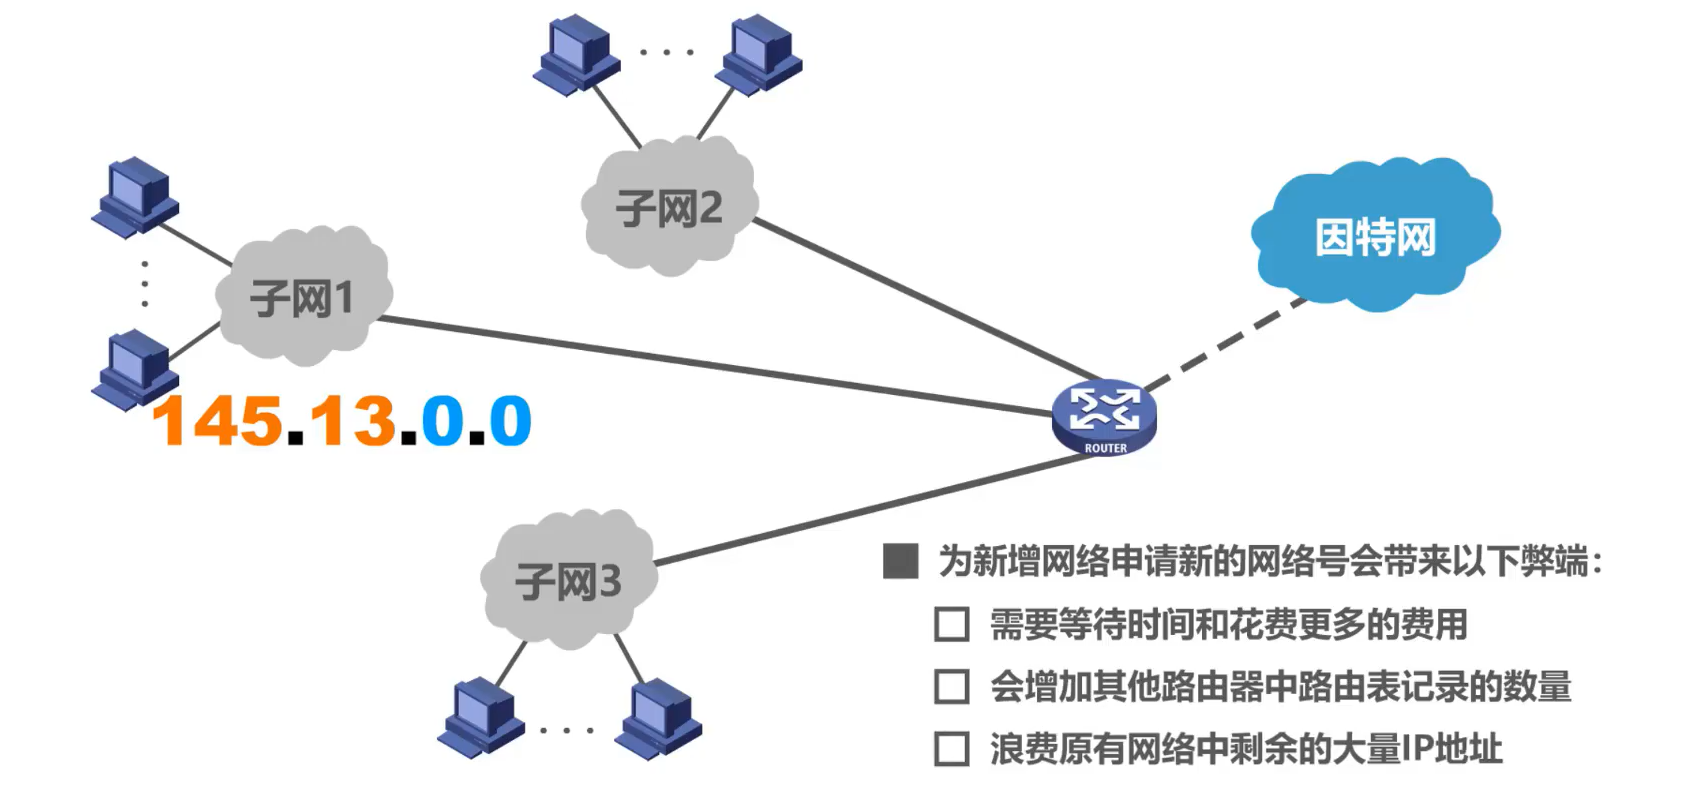 子网2
因特网
子网1
145.13.0.0
ROUTER
子网3
为新增网络申请新的网络号会带来以下弊端：
需要等待时间和花费更多的费用
会增加其他路由器中路由表记录的数量
浪费原有网络中剩余的大量IP地址